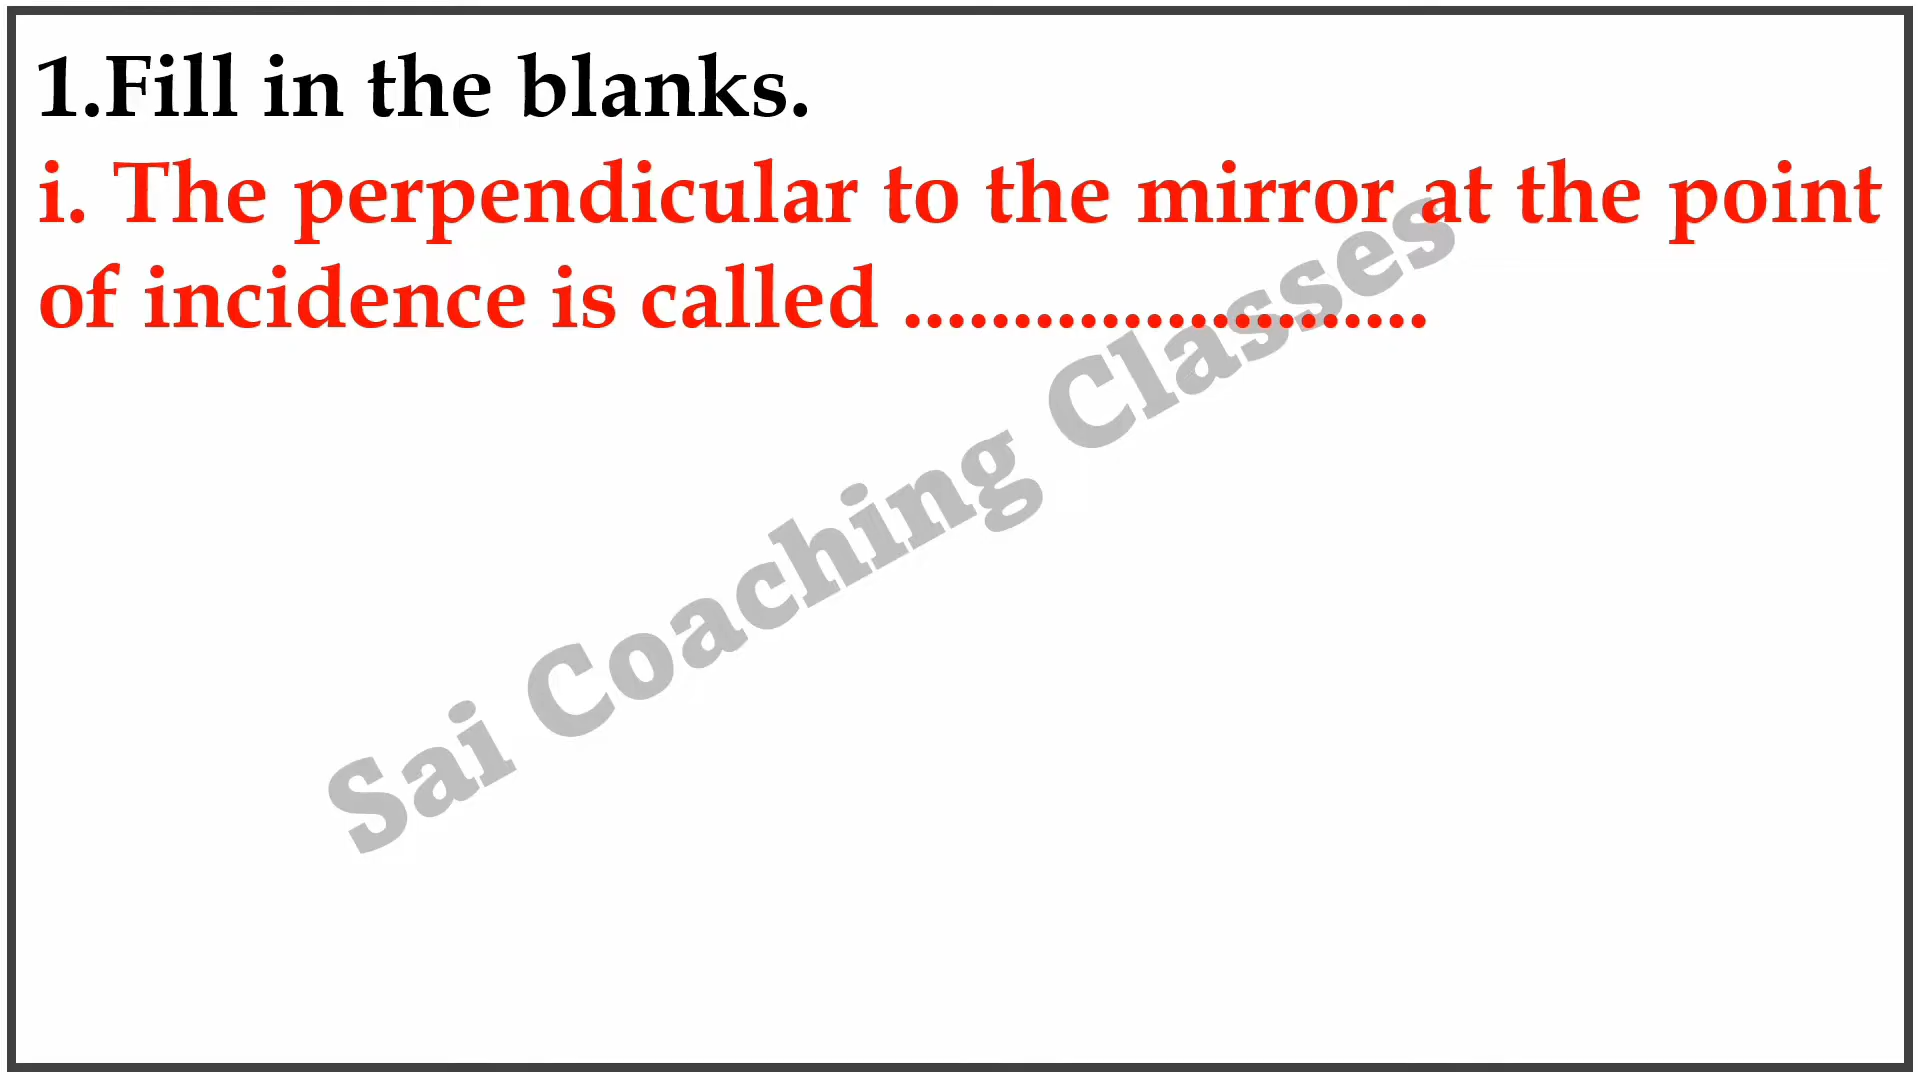 1.Fill in the blanks.
i. The perpendicular to the mirror at the point
of incidence is called ........................
Sai Coaching Classes